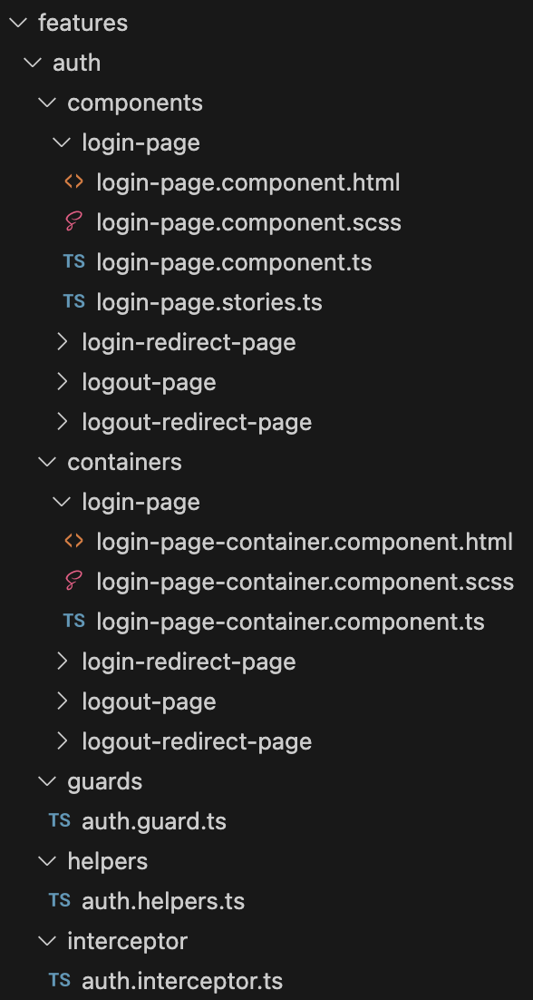 features
auth
components
login-page
<> login-page.component.html
login-page.component.scss
TS login-page.component.ts
TS login-page.stories.ts
login-redirect-page
logout-page
logout-redirect-page
containers
login-page
<> login-page-container.component.html
login-page-container.component.scss
TS login-page-container.component.ts
login-redirect-page
logout-page
logout-redirect-page
guards
TS auth.guard.ts
helpers
TS auth.helpers.ts
interceptor
TS auth.interceptor.ts